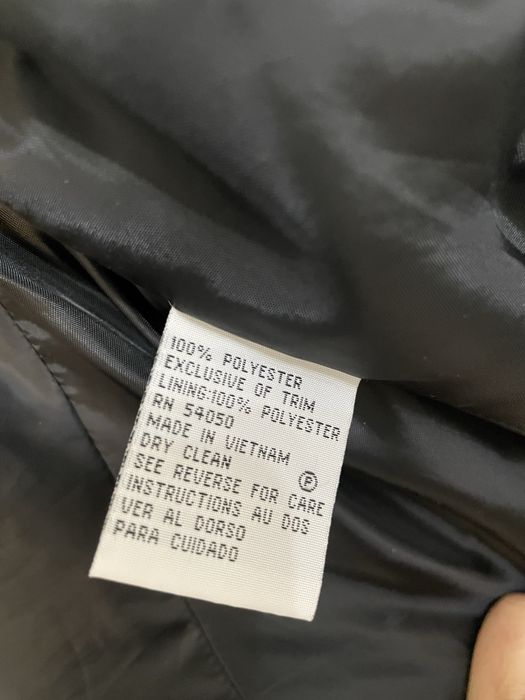 100% POLYESTER
EXCLUSIVE OF TRIM
LINING:100% POLYESTER
RN 54050
MADE IN VIETNAM
DRY CLEAN Ⓟ
SEE REVERSE FOR CARE
INSTRUCTIONS AU DOS
VER AL DORSO
PARA CUIDADO